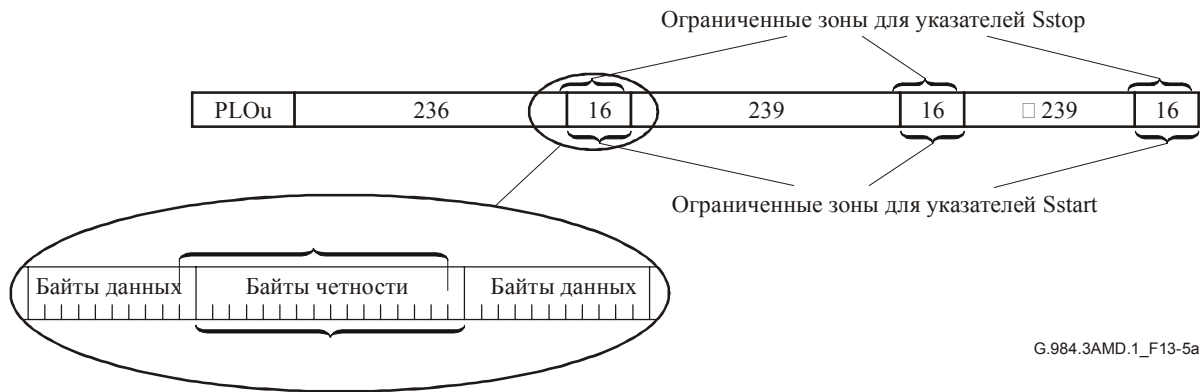 Ограниченные зоны для указателей Sstop
PLOu 236 16 239 16 □ 239 16
Ограниченные зоны для указателей Sstart
Байты данных Байты четности Байты данных
G.984.3AMD.1_F13-5a